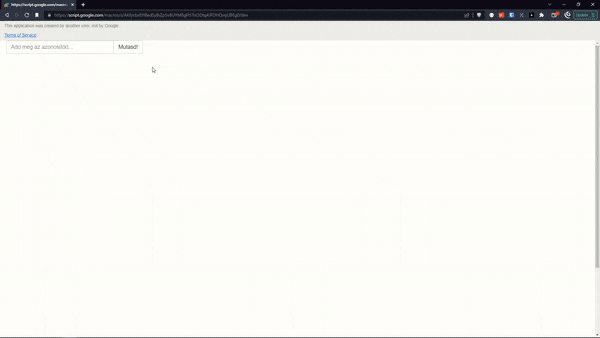 https://script.google.com/macro
https://script.google.com/macros/s/
Update
This application was created by another user, not by Google.
Terms of Service
Add meg az azonosítód...
Mutasd!